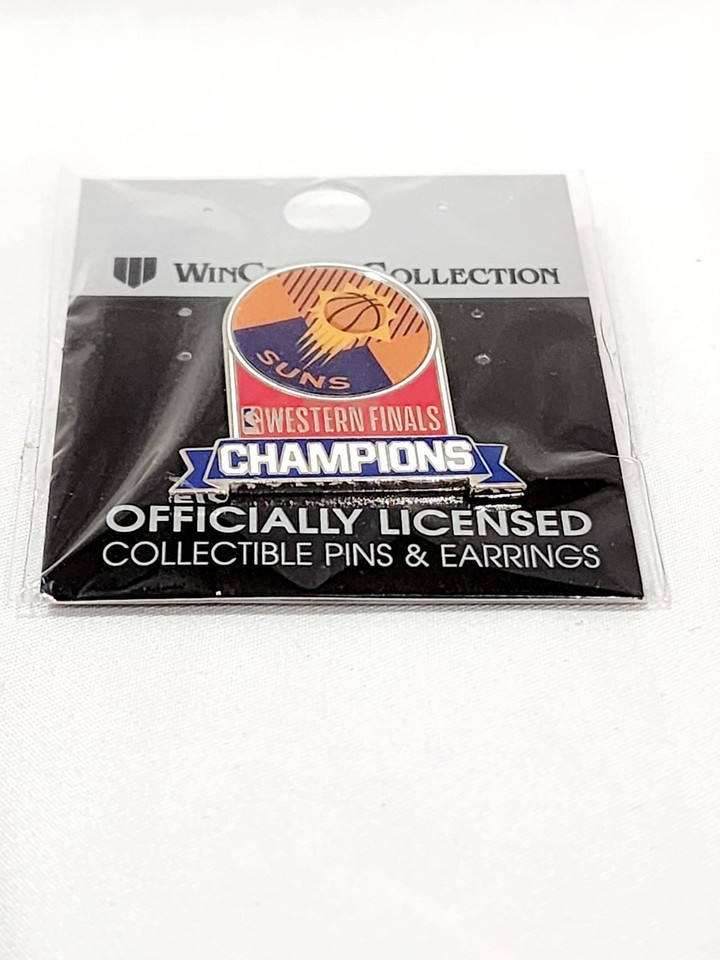 COLLECTION
SUNS
WESTERN FINALS
CHAMPIONS
OFFICIALLY LICENSED
COLLECTIBLE PINS & EARRINGS